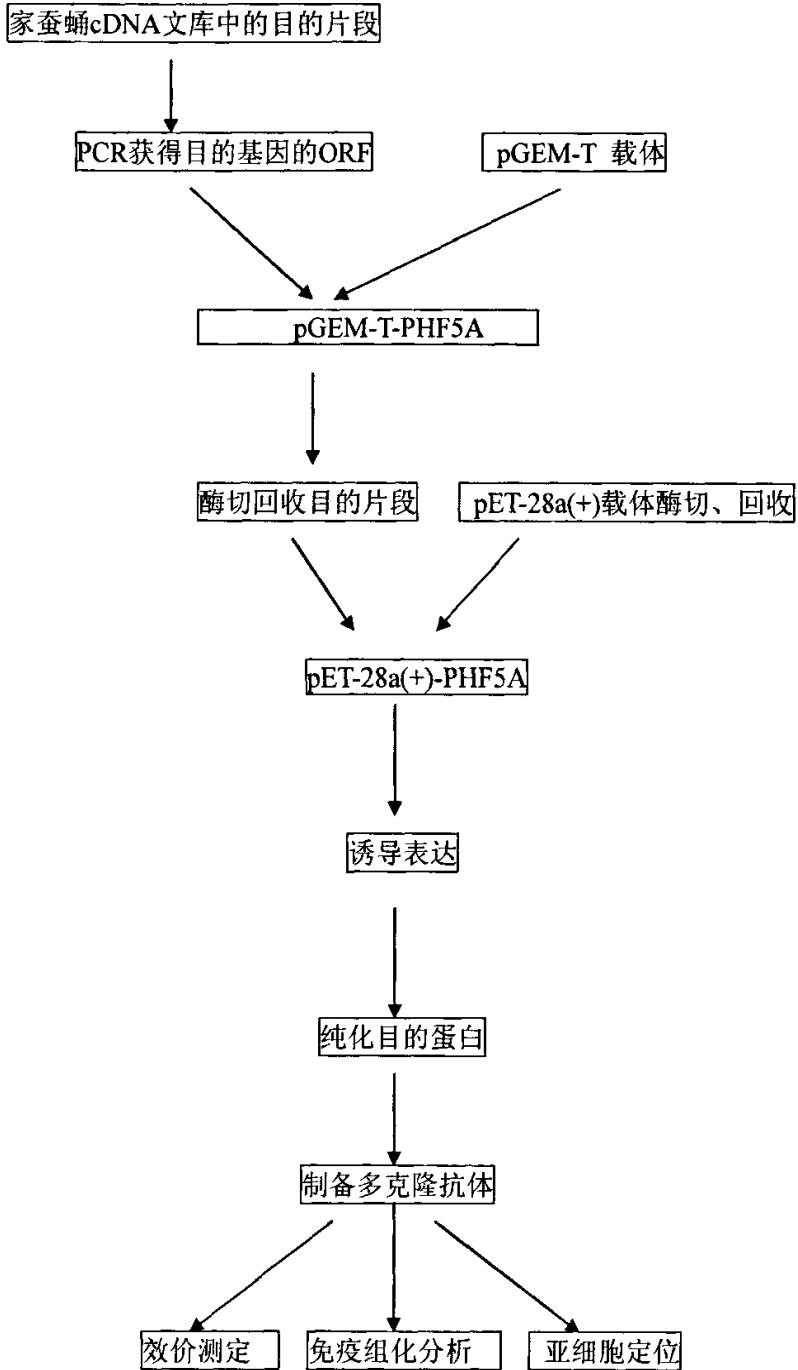 家蚕蛹cDNA文库中的目的片段
PCR获得目的基因的ORF
pGEM-T 载体
pGEM-T-PHF5A
酶切回收目的片段
pET-28a(+)载体酶切、回收
pET-28a(+)-PHF5A
诱导表达
纯化目的蛋白
制备多克隆抗体
效价测定
免疫组化分析
亚细胞定位